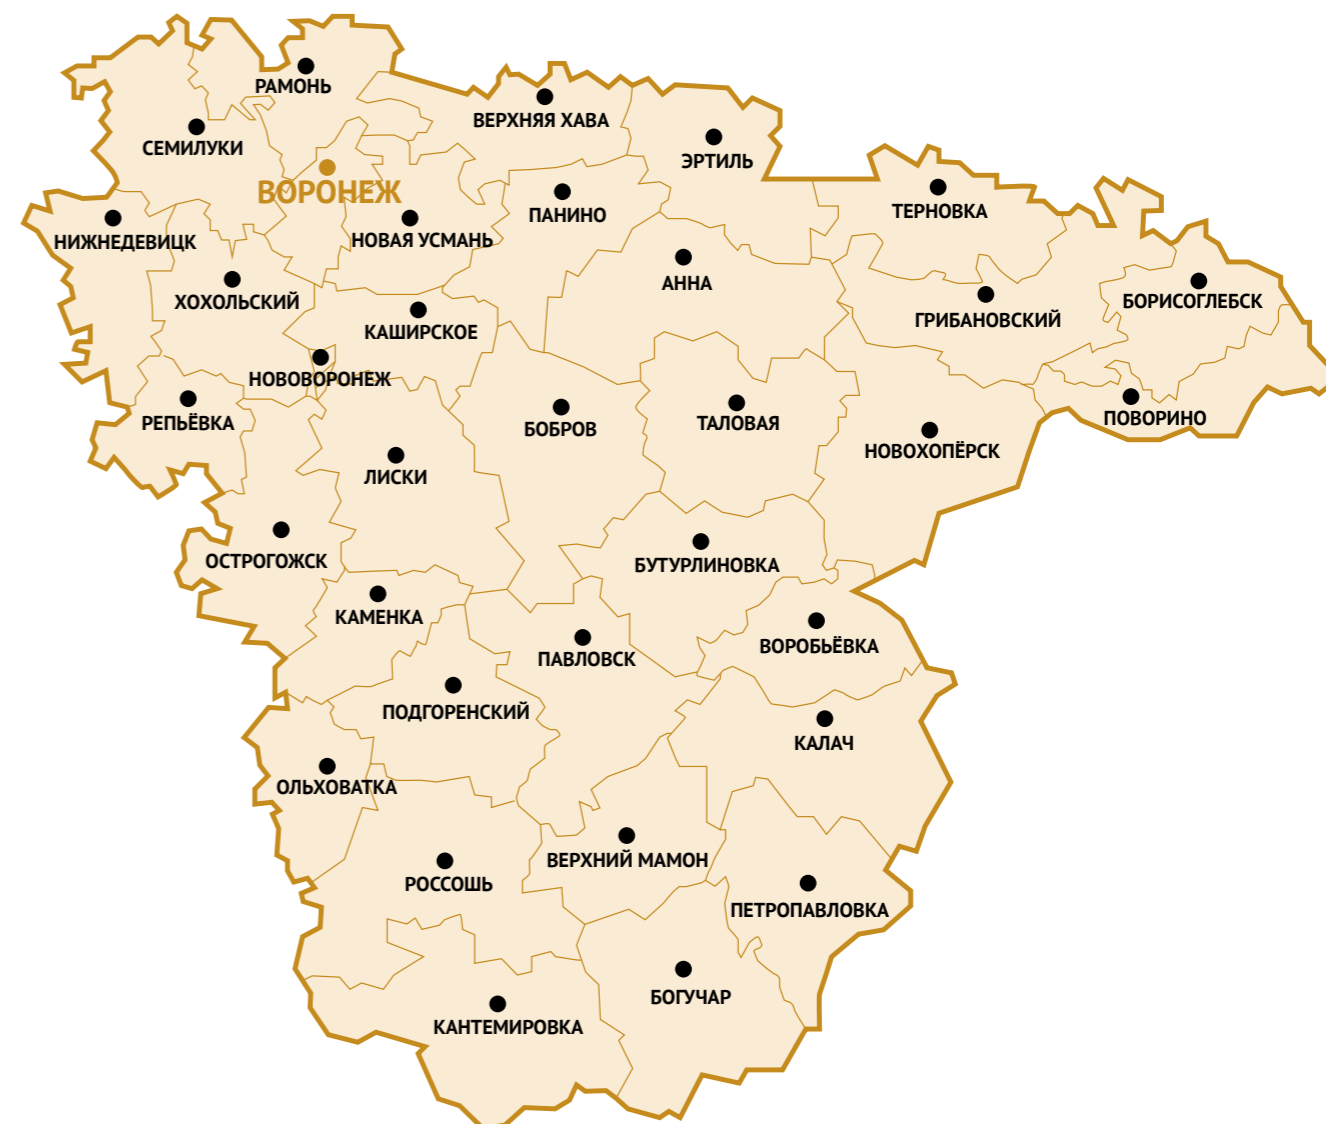 РАМОНЬ
ВЕРХНЯЯ ХАВА
СЕМИЛУКИ
ЭРТИЛЬ
ВОРОНЕЖ
ТЕРНОВКА
ПАНИНО
НИЖНЕДЕВИЦК
НОВАЯ УСМАНЬ
АННА
ХОХОЛЬСКИЙ
БОРИСОГЛЕБСК
ГРИБАНОВСКИЙ
КАШИРСКОЕ
НОВОВОРОНЕЖ
ПОВОРИНО
РЕПЬЁВКА
ТАЛОВАЯ
БОБРОВ
НОВОХОПЁРСК
ЛИСКИ
ОСТРОГОЖСК
БУТУРЛИНОВКА
КАМЕНКА
ВОРОБЬЁВКА
ПАВЛОВСК
ПОДГОРЕНСКИЙ
КАЛАЧ
ОЛЬХОВАТКА
ВЕРХНИЙ МАМОН
РОССОШЬ
ПЕТРОПАВЛОВКА
БОГУЧАР
КАНТЕМИРОВКА